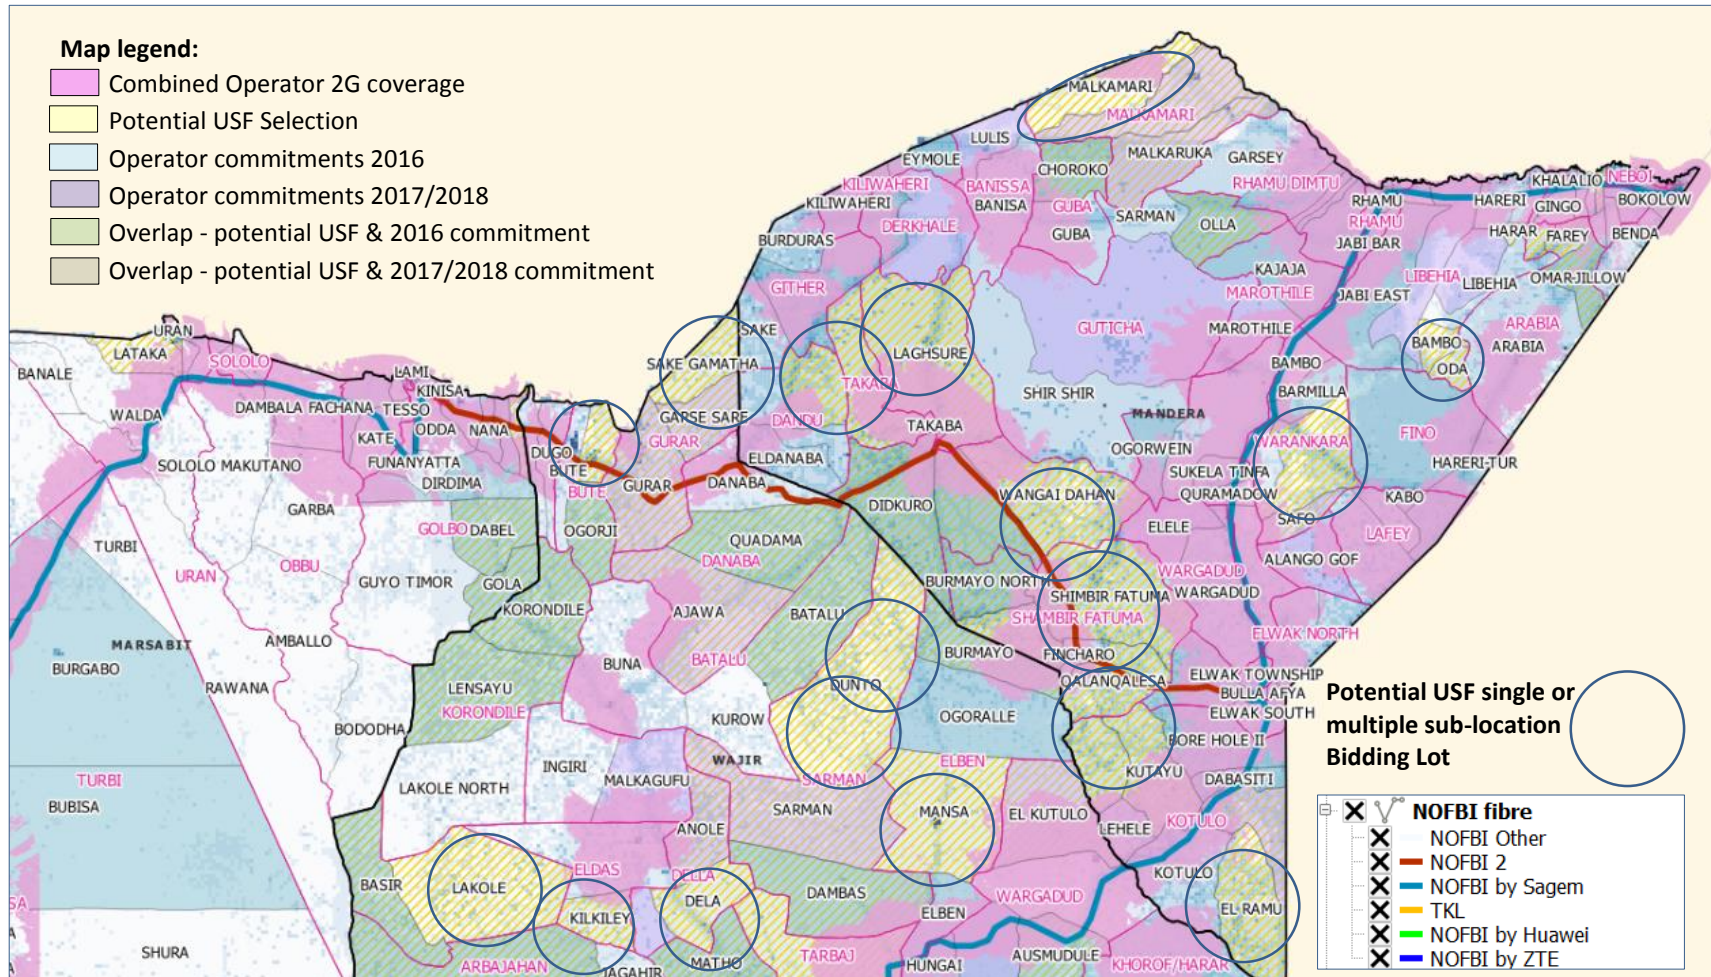 Map legend:
Combined Operator 2G coverage
Potential USF Selection
Operator commitments 2016
Operator commitments 2017/2018
Overlap - potential USF & 2016 commitment
Overlap - potential USF & 2017/2018 commitment
MALKAMARI
MALKAMARI
LULIS
EYMOLE
CHOROKO
MALKARUKA
GARSEY
KILIWAHERI
BANISSA
RHAMU DIMTU
KHALALIO
NEBOI
KILIWAHERI
BANISA
GUBA
SARMAN
RHAMU
HARERI
GINGO
BOKOLOW
DERKHALE
OLLA
RHAMU
BURDURAS
GUBA
JABI BAR
HARAR
FAREY
BENDA
KAJAJA
LIBEHIA
LIBEHIA
OMAR-JILLOW
GITHER
MAROTHILE
JABI EAST
URAN
SAKE
GUTICHA
MAROTHILE
ARABIA
LATAKA
SOLOLO
SAKE GAMATHA
LAGHSURE
BAMBO
ARABIA
BANALE
LAMI
TAKABA
BAMBO
ODA
KINISA
SHIR SHIR
BARMILLA
WALDA
DAMBALA FACHANA
TESSO
GARSE SARE
DANDU
MANDERA
ODDA
NANA
TAKABA
KATE
GURAR
WARANKARA
FINO
DUGO
OGORWEIN
SOLOLO MAKUTANO
FUNANYATTA
ELDANABA
SUKELA TINFA
HARERI-TUR
BUTE
DIRDIMA
BUTE
GURAR
DANABA
WANGAI DAHAN
QURAMADOW
KABO
GARBA
DIDKURO
SAFO
GOLBO
DABEL
OGORJI
ELELE
LAFEY
TURBI
QUADAMA
DANABA
ALANGO GOF
OBBU
URAN
GUYO TIMOR
GOLA
BURMAYO NORTH
WARGADUD
KORONDILE
SHIMBIR FATUMA
WARGADUD
AJAWA
BATALU
SHAMBIR FATUMA
MARSABIT
AMBALLO
ELWAK NORTH
BURGABO
BUNA
BATALU
BURMAYO
FINCHARO
RAWANA
LENSAYU
DUNTO
QALANQALESA
ELWAK TOWNSHIP
BULLA AFYA
KORONDILE
KUROW
OGORALLE
ELWAK SOUTH
BODODHA
BORE HOLE II
WAJIR
ELBEN
INGIRI
KUTAYU
TURBI
MALKAGUFU
SARMAN
DABASITI
LAKOLE NORTH
BUBISA
SARMAN
MANSA
EL KUTULO
ANOLE
LEHELE
KOTULO
ELDAS
DELLA
KOTULO
BASIR
LAKOLE
DAMBAS
WARGADUD
DELA
KILKILEY
ELBEN
EL RAMU
SHURA
TARBAJ
AUSMUDULE
MATHO
HUNGAI
KHOROF/HARAR
ARBAJAHAN
JAGAHIR
Potential USF single or
multiple sub-location
Bidding Lot
NOFBI fibre
NOFBI Other
NOFBI 2
NOFBI by Sagem
TKL
NOFBI by Huawei
NOFBI by ZTE